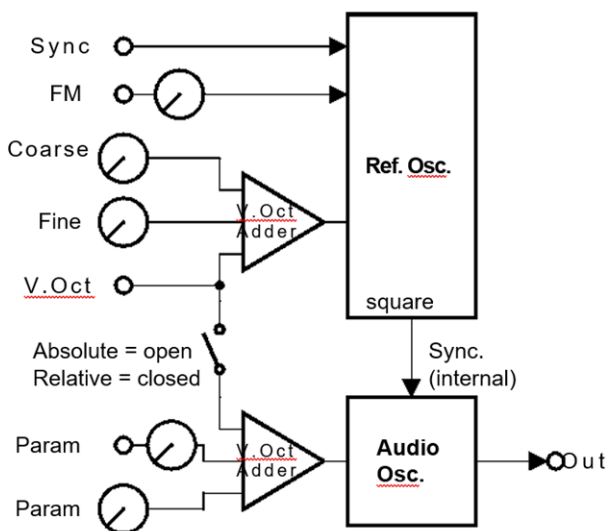 Sync
FM
Coarse
Ref. Osc.
V.Oct
Adder
Fine
V.Oct
square
Absolute = open
Relative = closed
Sync.
(internal)
Param
V.Oct
Adder
Audio
Osc.
Out
Param